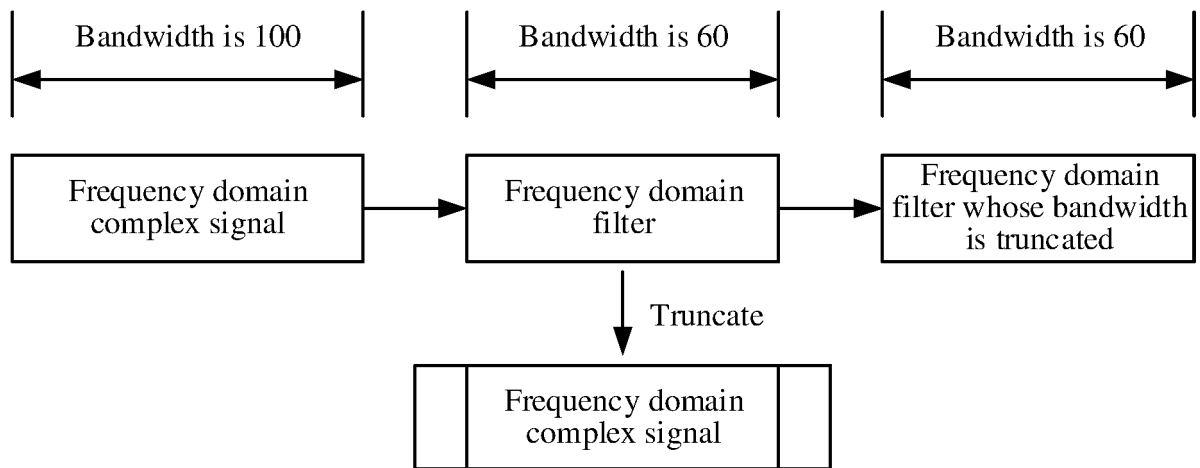 Bandwidth is 100
Bandwidth is 60
Bandwidth is 60
Frequency domain
complex signal
Frequency domain
filter
Frequency domain
filter whose bandwidth
is truncated
Truncate
Frequency domain
complex signal